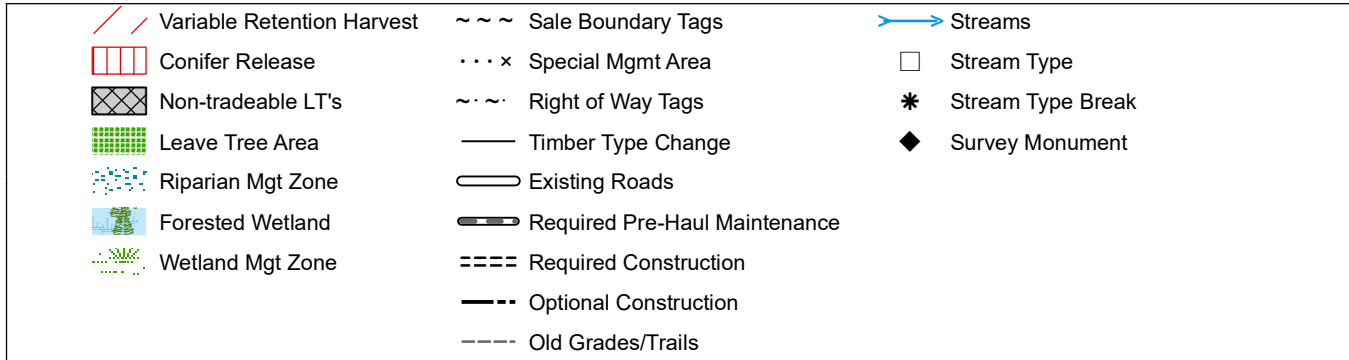 Variable Retention Harvest
Conifer Release
Non-tradeable LT's
Leave Tree Area
Riparian Mgt Zone
Forested Wetland
Wetland Mgt Zone
Sale Boundary Tags
Special Mgmt Area
Right of Way Tags
Timber Type Change
Existing Roads
Required Pre-Haul Maintenance
Required Construction
Optional Construction
Old Grades/Trails
Streams
Stream Type
Stream Type Break
Survey Monument